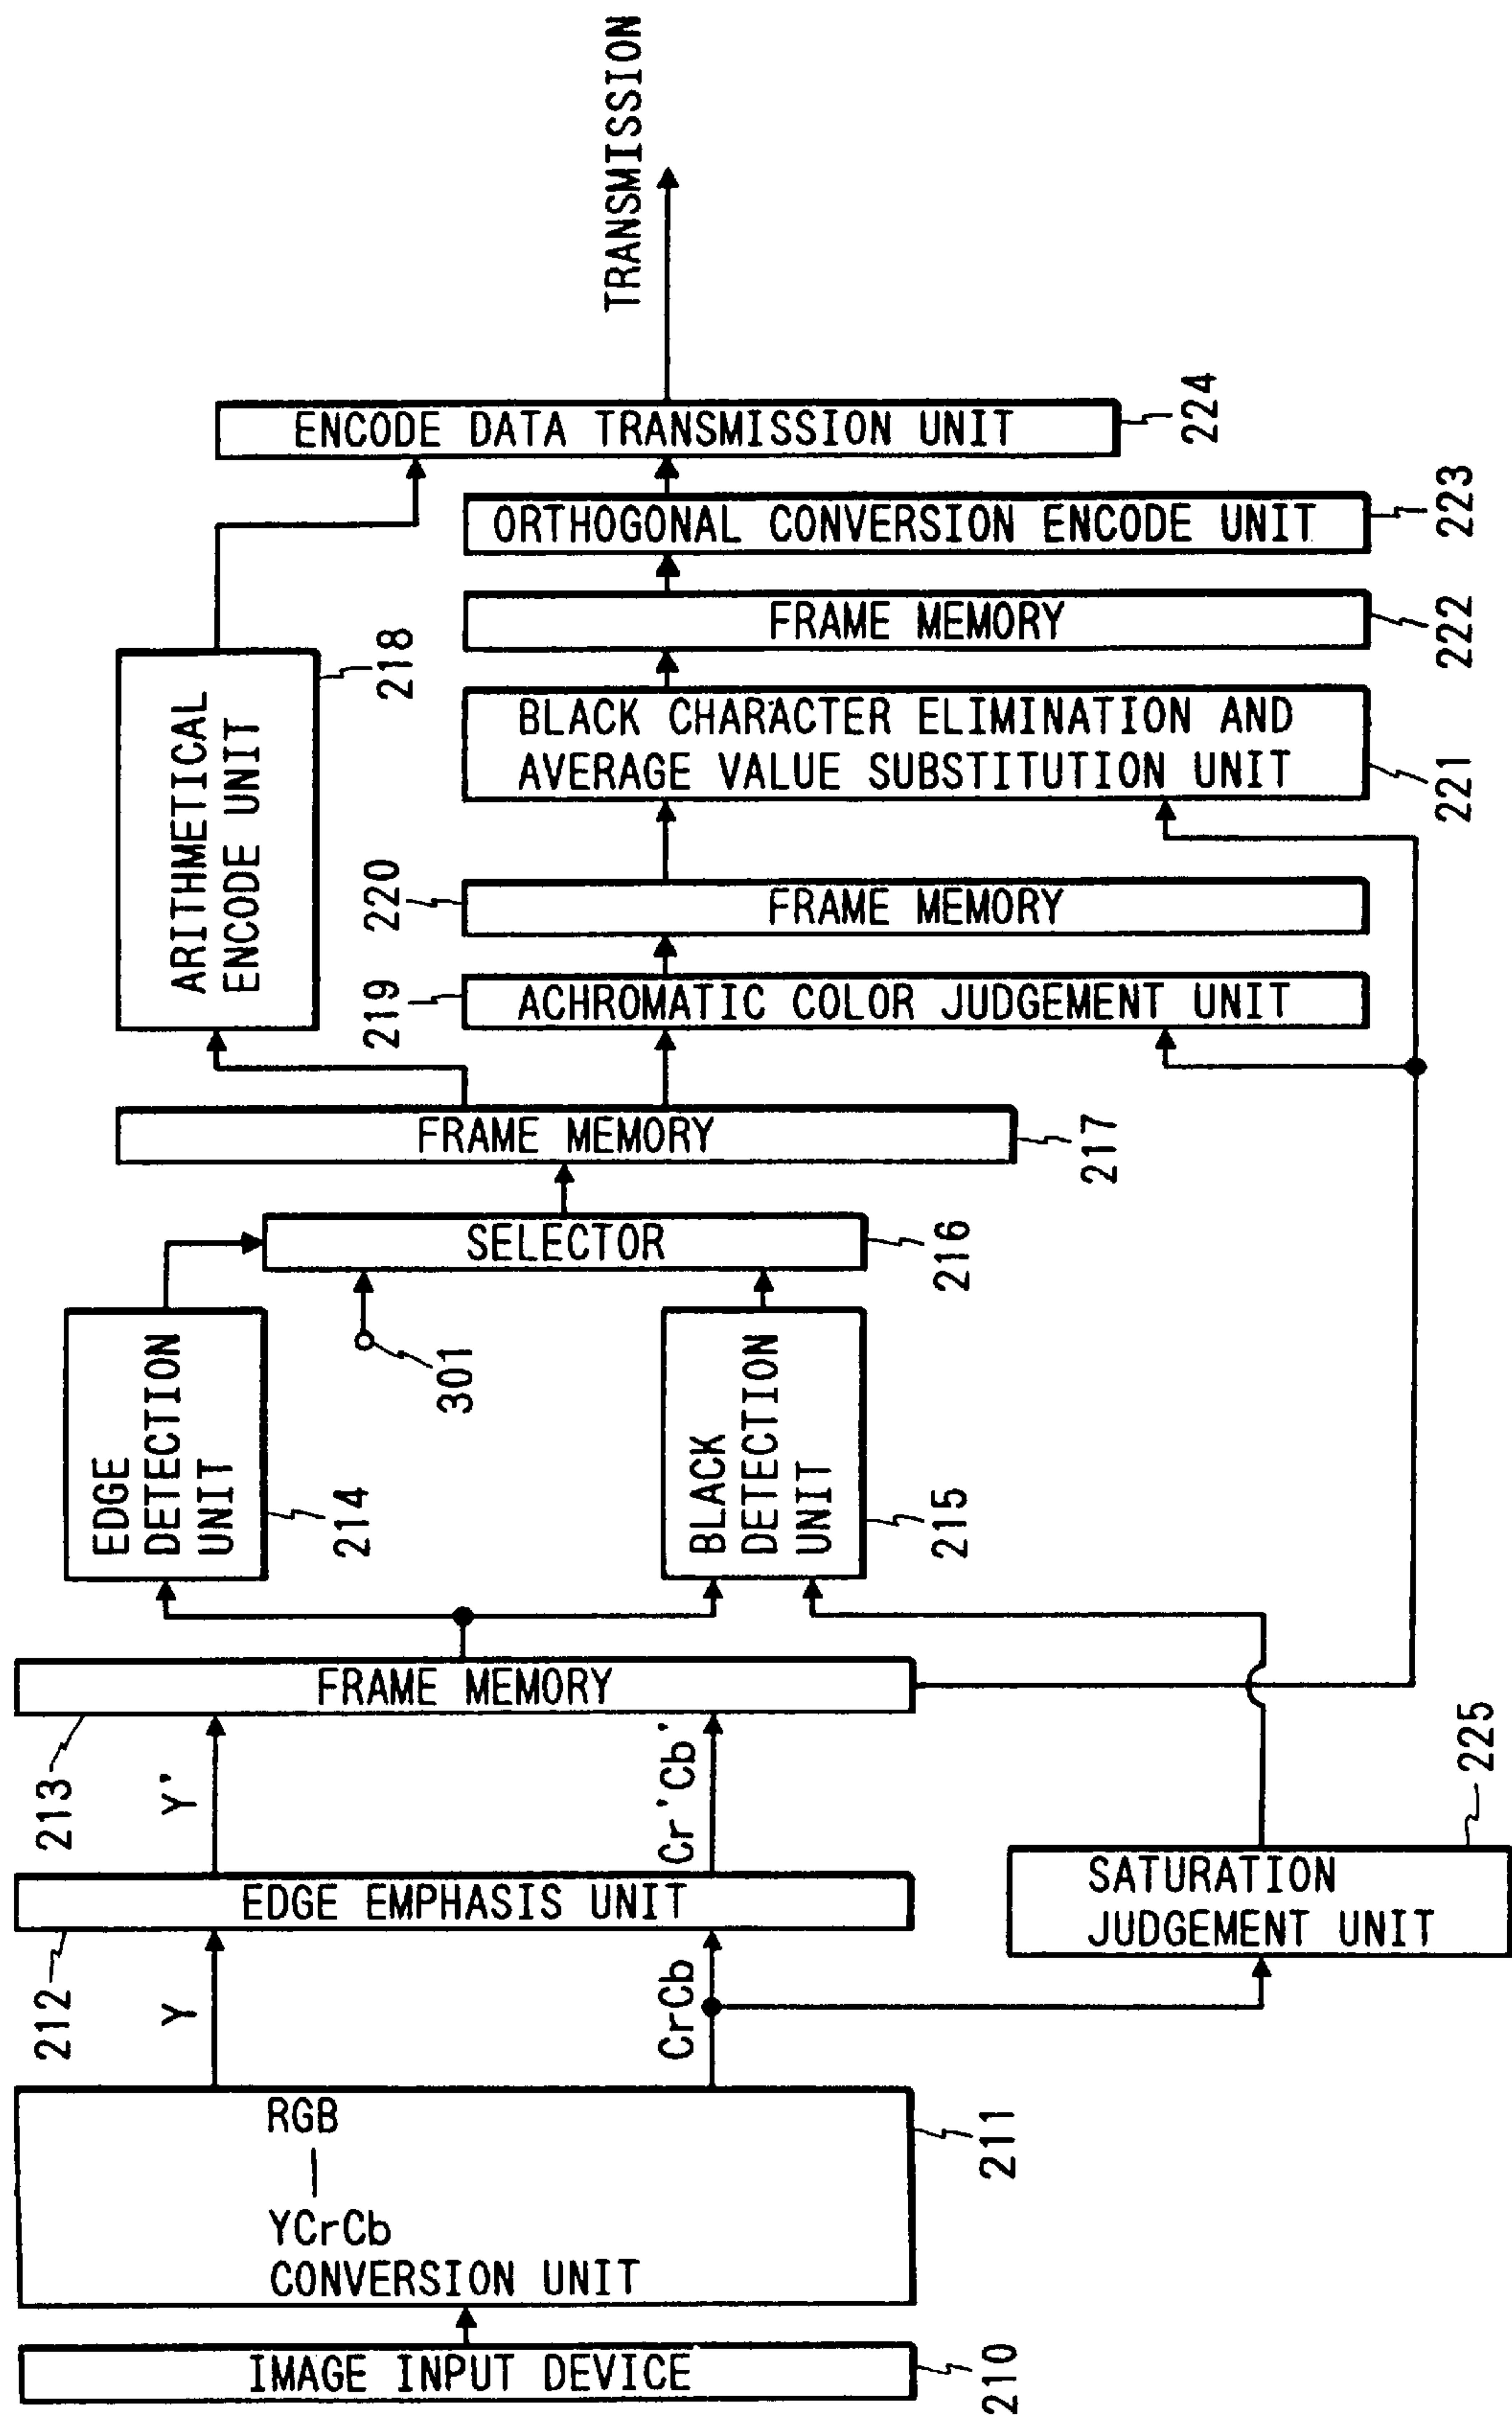 IMAGE INPUT DEVICE
210
RGB
YCrCb
CONVERSION UNIT
211
Y
CrCb
EDGE EMPHASIS UNIT
212
Y'
Cr'Cb'
FRAME MEMORY
213
SATURATION
JUDGEMENT UNIT
225
EDGE
DETECTION
UNIT
214
BLACK
DETECTION
UNIT
215
301
SELECTOR
216
FRAME MEMORY
217
ARITHMETICAL
ENCODE UNIT
218
219
ACHROMATIC COLOR JUDGEMENT UNIT
220
FRAME MEMORY
BLACK CHARACTER ELIMINATION AND
AVERAGE VALUE SUBSTITUTION UNIT
221
FRAME MEMORY
222
ORTHOGONAL CONVERSION ENCODE UNIT
223
ENCODE DATA TRANSMISSION UNIT
224
TRANSMISSION